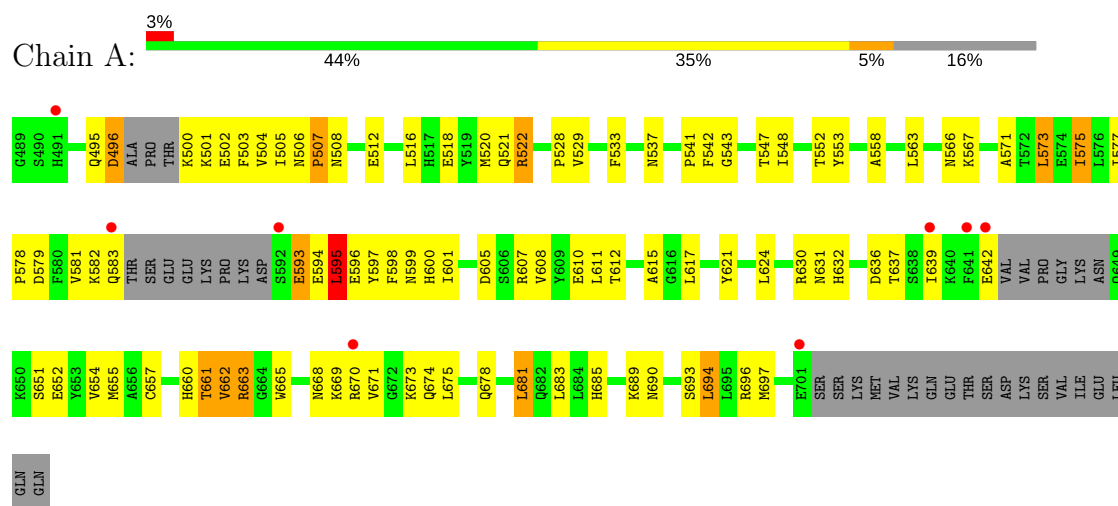 3%
Chain A:
44% 35% 5% 16%
G489 S490 H491 Q495 D496 ALA PRO THR K500 K501 E502 F503 V504 I505 N506 P507 N508 E512 L516 H517 E518 Y519 M520 Q521 R522 P528 V529 F533 N537 P541 F542 G543 T547 I548 T552 Y553 A558 L563 N566 K567 A571 T572 L573 E574 I575 L576
P578 D579 F580 V581 K582 Q583 THR SER GLU GLU LYS PRO LYS ASP S592 E593 E594 L595 E596 Y597 F598 N599 H600 I601 D605 S606 R607 V608 Y609 E610 L611 T612 A615 G616 L617 Y621 L624 R630 N631 H632 D636 T637 S638 I639 K640 F641 E642 VAL VAL PRO GLY LYS ASN
K650 S651 E652 Y653 V654 M655 A656 C657 H660 T661 V662 R663 G664 W665 N668 K669 R670 V671 G672 K673 Q674 L675 Q678 L681 Q682 L683 L684 H685 K689 N690 S693 L694 L695 R696 M697 E701 SER SER LYS MET VAL LYS GLN THR SER ASP LYS SER VAL ILE GLU
GLN GLN